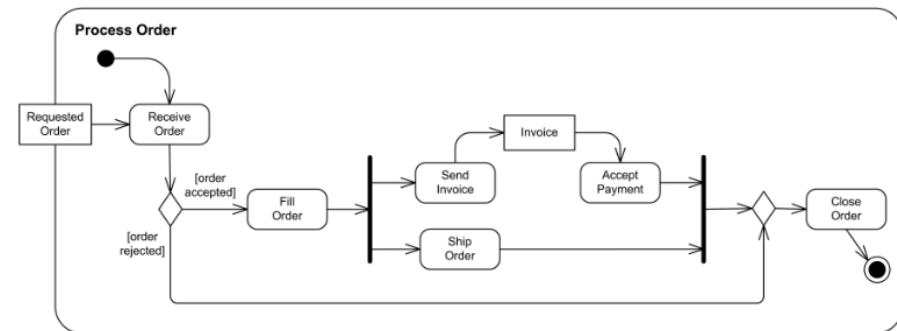 Process Order
Requested
Order
Receive
Order
[order
accepted]
[order
rejected]
Fill
Order
Send
Invoice
Invoice
Accept
Payment
Ship
Order
Close
Order